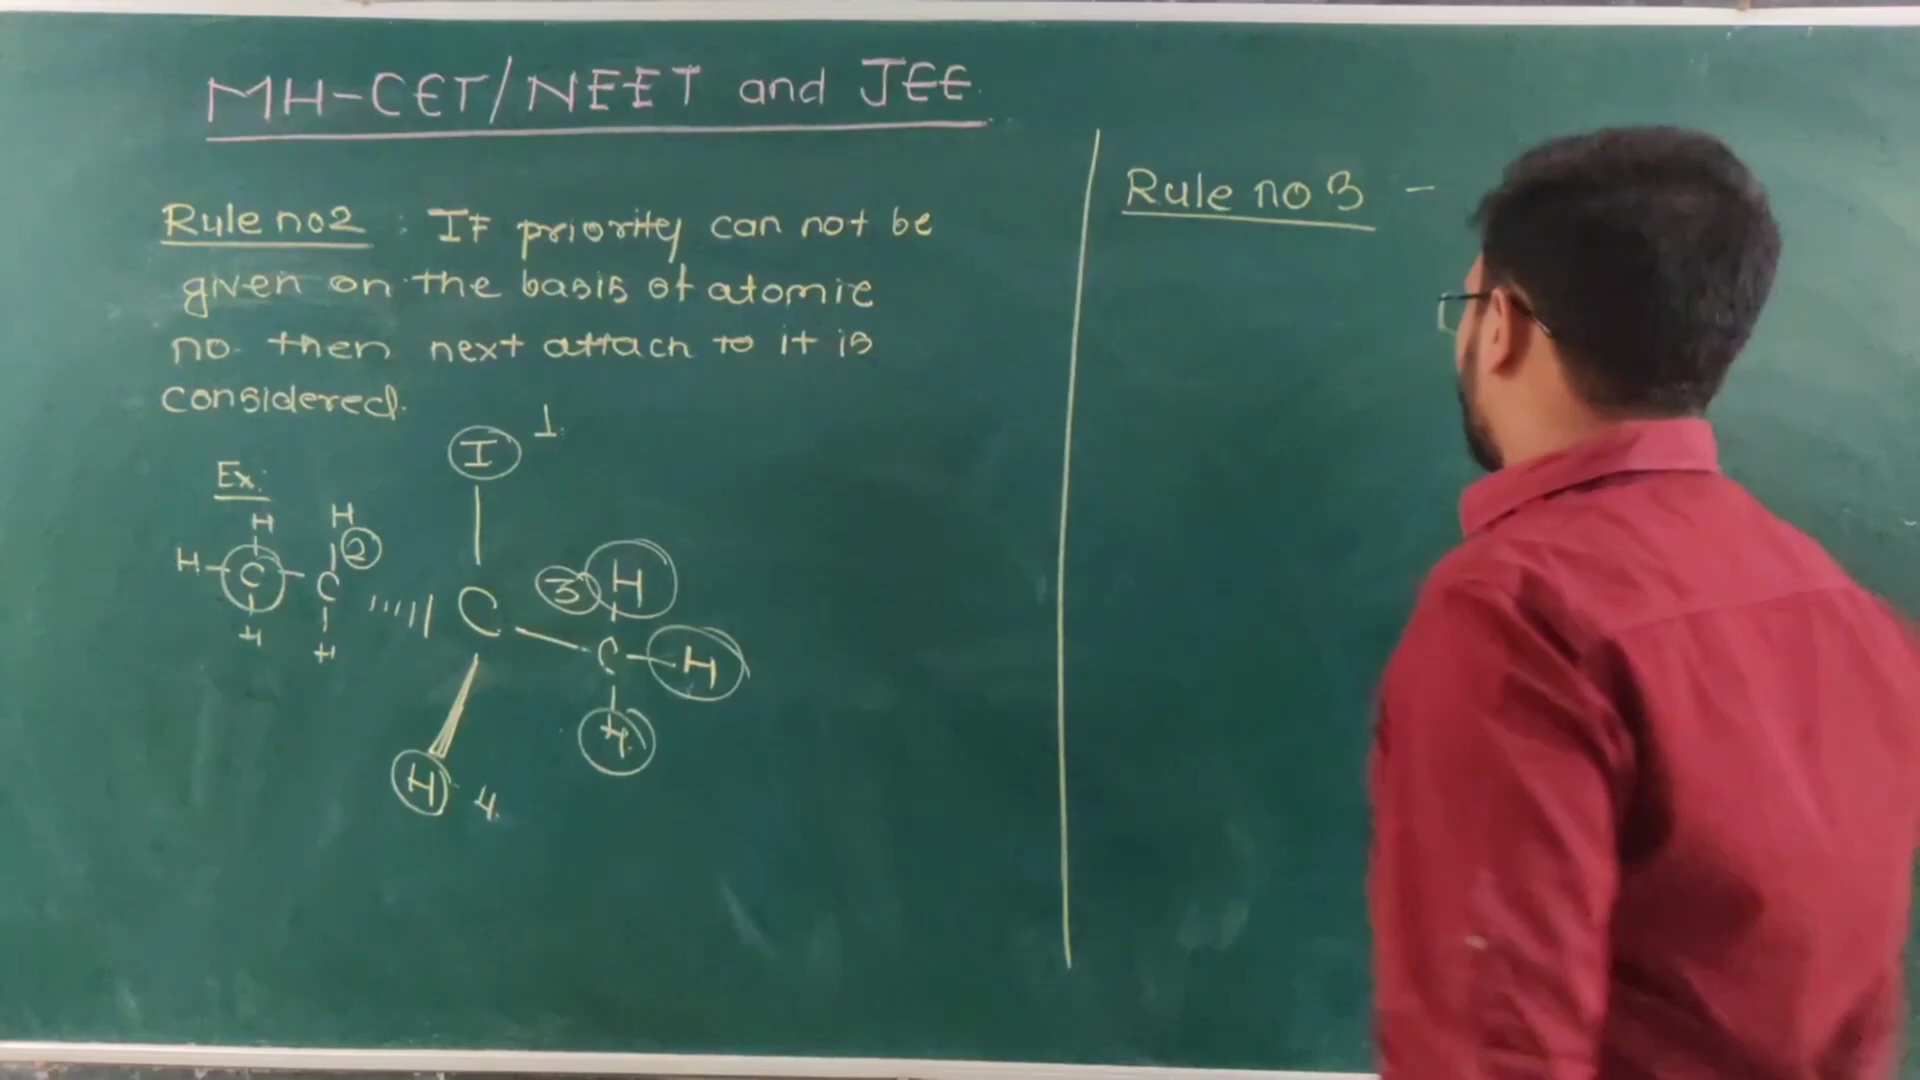 MH-CET/NEET and JEE
Rule no2 : If priority can not be
given on the basis of atomic
no. then next attach to it is
considered.
Ex.
I 1.
H H
H-C-C 2 C 3 H
H H C-H
H
H 4.
Rule no 3 -